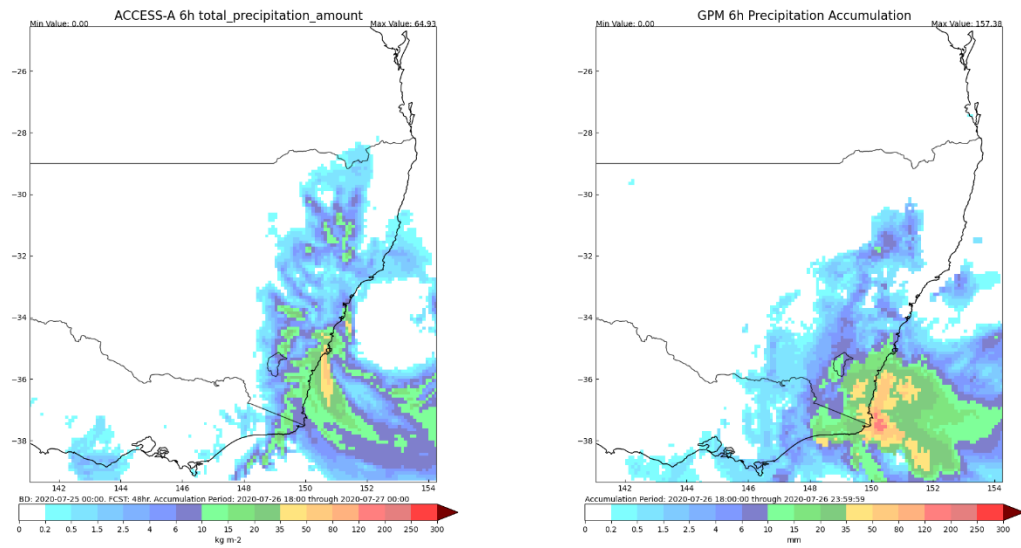 ACCESS-A 6h total_precipitation_amount
Min Value: 0.00 Max Value: 64.93
−26
−28
−30
−32
−34
−36
−38
142 144 146 148 150 152 154
BD: 2020-07-25 00:00. FCST: 48hr. Accumulation Period: 2020-07-26 18:00 through 2020-07-27 00:00
0 0.2 0.5 1.5 2.5 4 6 10 15 20 35 50 80 120 200 250 300
kg m-2
GPM 6h Precipitation Accumulation
Min Value: 0.00 Max Value: 157.38
−26
−28
−30
−32
−34
−36
−38
142 144 146 148 150 152 154
Accumulation Period: 2020-07-26 18:00:00 through 2020-07-26 23:59:59
0 0.2 0.5 1.5 2.5 4 6 10 15 20 35 50 80 120 200 250 300
mm